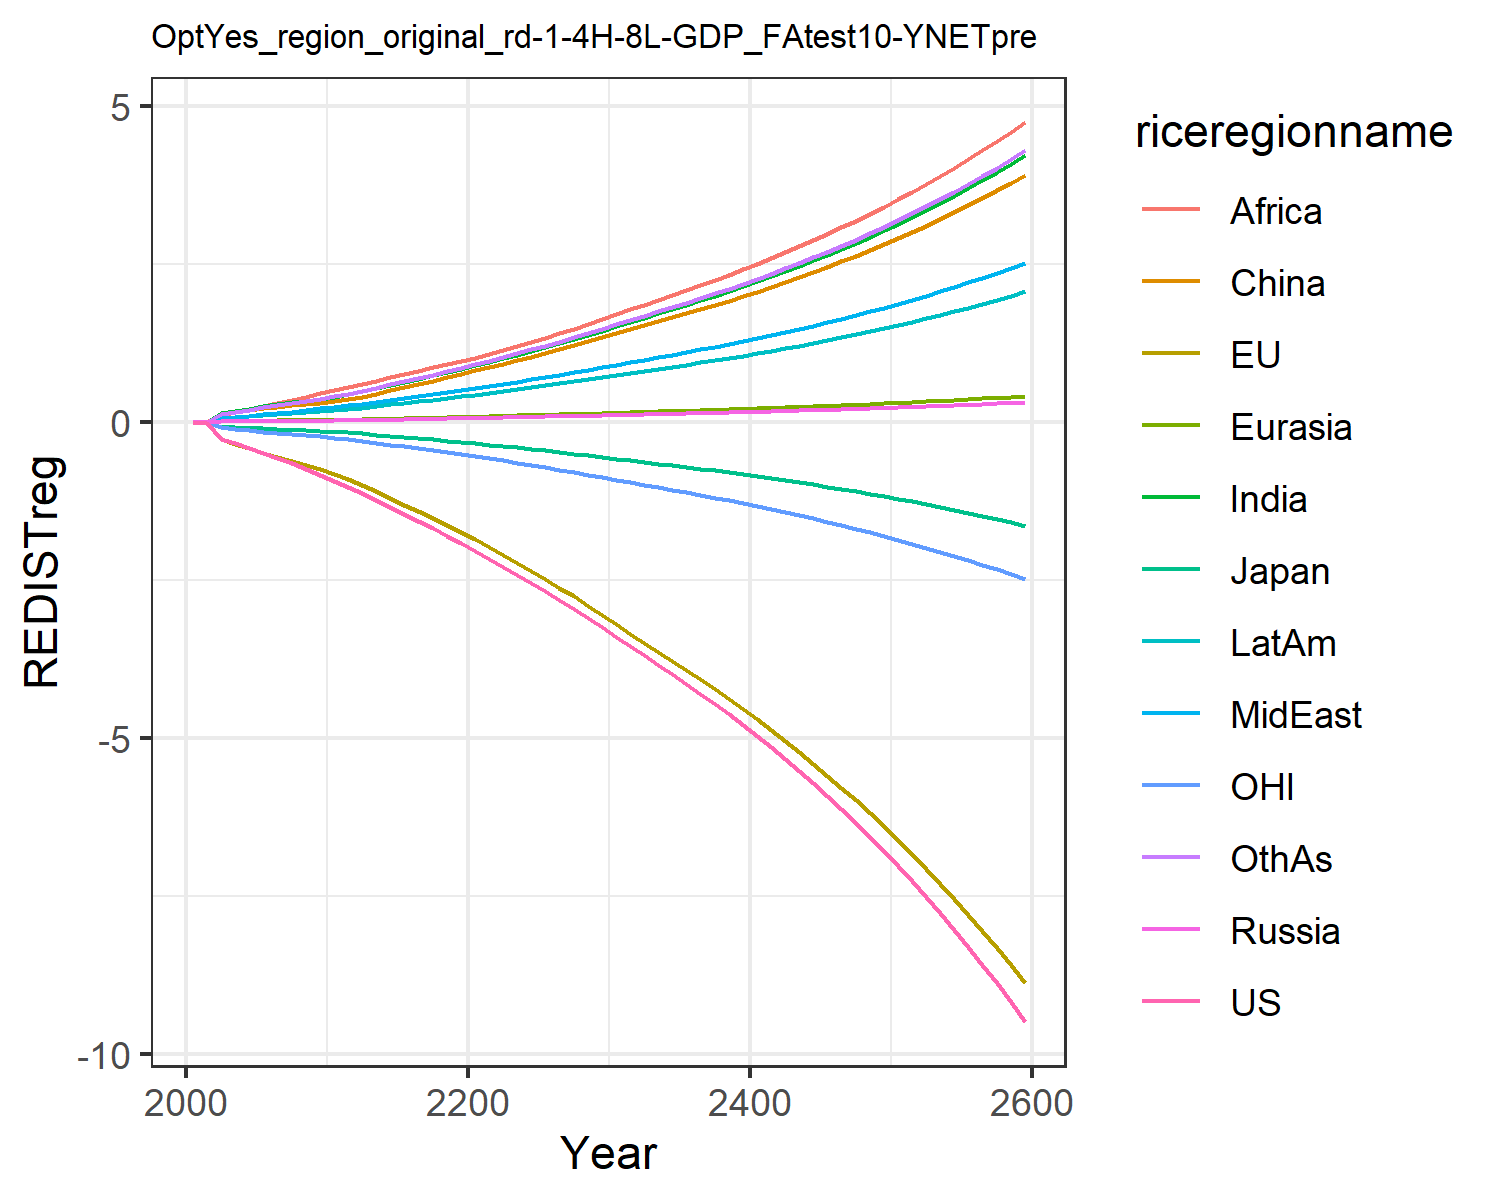 OptYes_region_original_rd-1-4H-8L-GDP_FAtest10-YNETpre
5
0
-5
-10
REDISTreg
2000 2200 2400 2600
Year
riceregionname
Africa
China
EU
Eurasia
India
Japan
LatAm
MidEast
OHI
OthAs
Russia
US